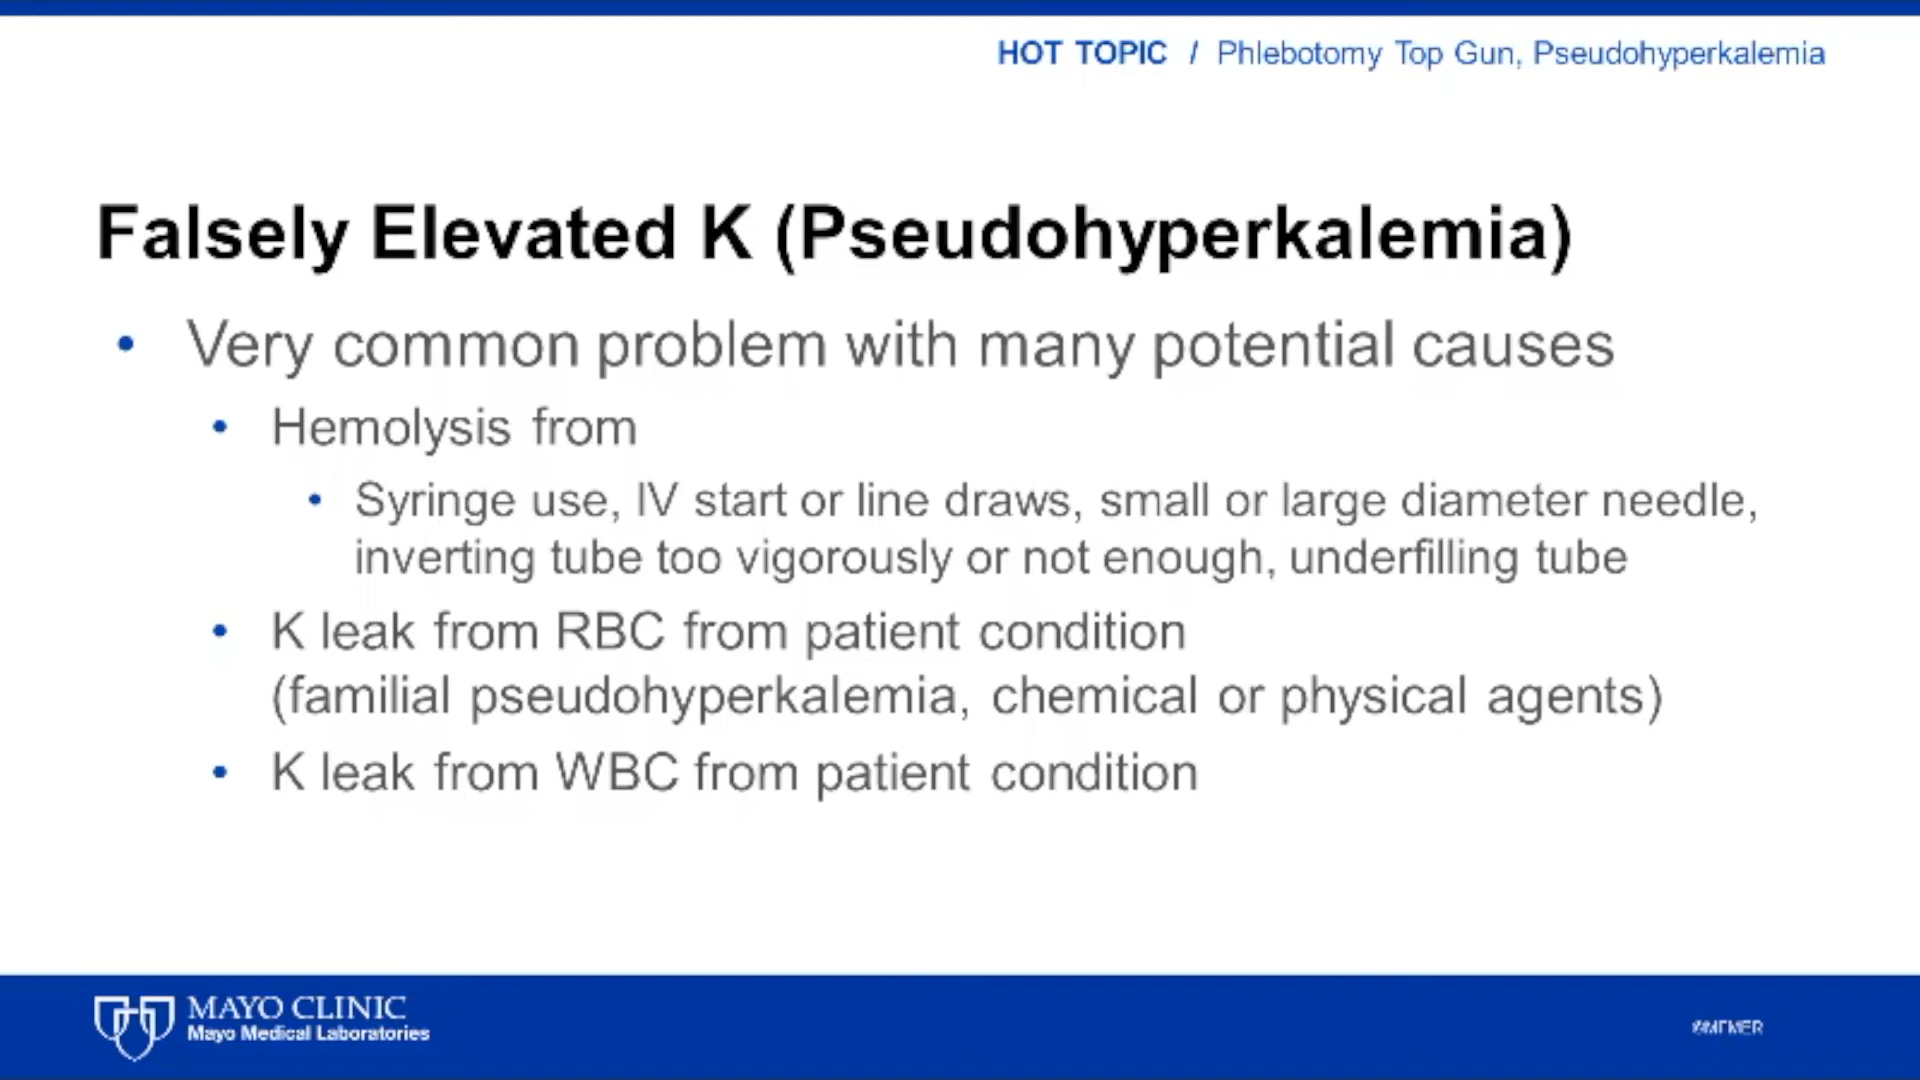 HOT TOPIC / Phlebotomy Top Gun, Pseudohyperkalemia
Falsely Elevated K (Pseudohyperkalemia)
• Very common problem with many potential causes
• Hemolysis from
• Syringe use, IV start or line draws, small or large diameter needle,
inverting tube too vigorously or not enough, underfilling tube
• K leak from RBC from patient condition
(familial pseudohyperkalemia, chemical or physical agents)
• K leak from WBC from patient condition
MAYO CLINIC
Mayo Medical Laboratories
©MFMER